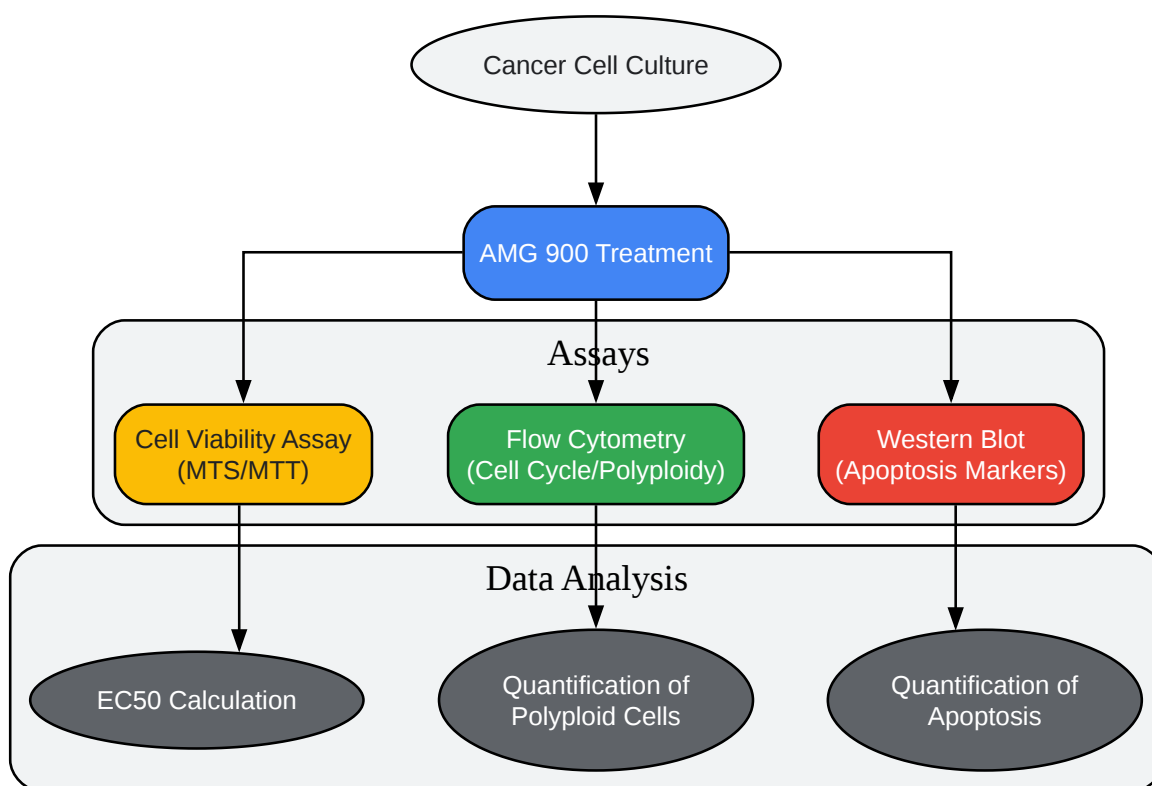 Cancer Cell Culture
AMG 900 Treatment
Assays
Cell Viability Assay
(MTS/MTT)
Flow Cytometry
(Cell Cycle/Polyploidy)
Western Blot
(Apoptosis Markers)
Data Analysis
EC50 Calculation
Quantification of
Polyploid Cells
Quantification of
Apoptosis